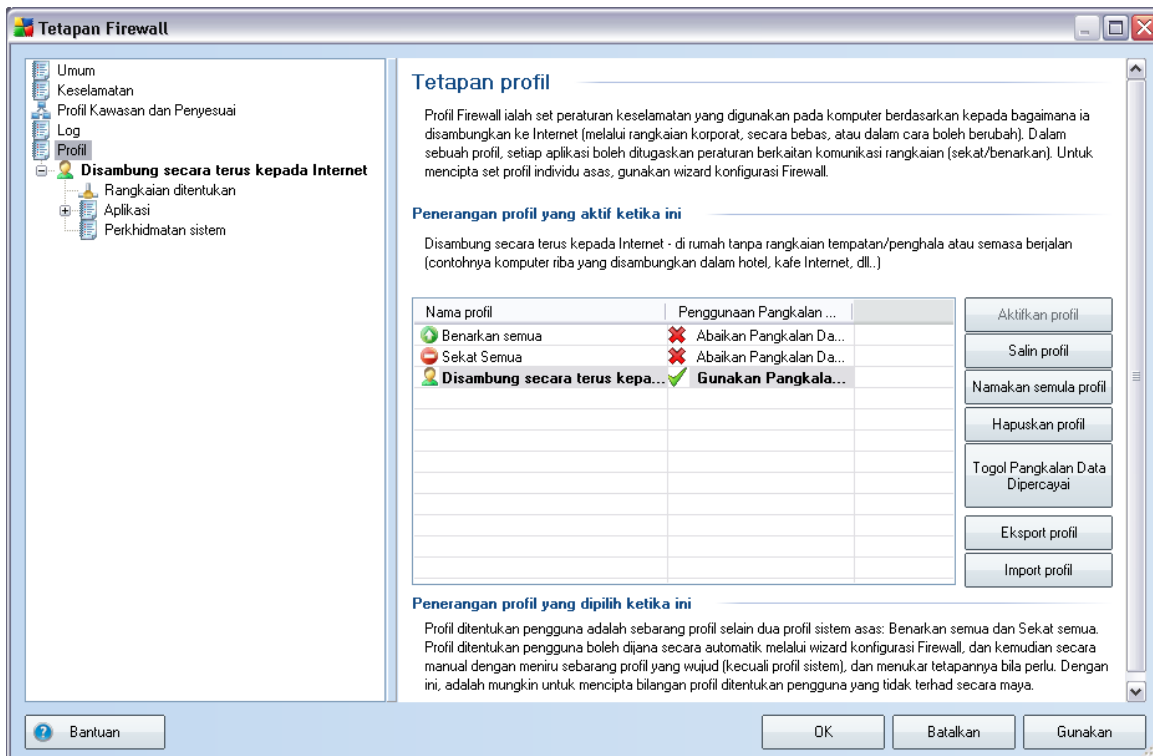 Tetapan Firewall
Umum
Keselamatan
Profil Kawasan dan Penyesuai
Log
Profil
Disambung secara terus kepada Internet
Rangkaian ditentukan
Aplikasi
Perkhidmatan sistem
Tetapan profil
Profil Firewall ialah set peraturan keselamatan yang digunakan pada komputer berdasarkan kepada bagaimana ia
disambungkan ke Internet (melalui rangkaian korporat, secara bebas, atau dalam cara boleh berubah). Dalam
sebuah profil, setiap aplikasi boleh ditugaskan peraturan berkaitan komunikasi rangkaian (sekat/benarkan). Untuk
mencipta set profil individu asas, gunakan wizard konfigurasi Firewall.
Penerangan profil yang aktif ketika ini
Disambung secara terus kepada Internet - di rumah tanpa rangkaian tempatan/penghala atau semasa berjalan
(contohnya komputer riba yang disambungkan dalam hotel, kafe Internet, dll..)
Nama profil Penggunaan Pangkalan ...
Benarkan semua Abaikan Pangkalan Da...
Sekat Semua Abaikan Pangkalan Da...
Disambung secara terus kepa... Gunakan Pangkala...
Aktifkan profil
Salin profil
Namakan semula profil
Hapuskan profil
Togol Pangkalan Data
Dipercayai
Eksport profil
Import profil
Penerangan profil yang dipilih ketika ini
Profil ditentukan pengguna adalah sebarang profil selain dua profil sistem asas: Benarkan semua dan Sekat semua.
Profil ditentukan pengguna boleh dijana secara automatik melalui wizard konfigurasi Firewall, dan kemudian secara
manual dengan meniru sebarang profil yang wujud (kecuali profil sistem), dan menukar tetapannya bila perlu. Dengan
ini, adalah mungkin untuk mencipta bilangan profil ditentukan pengguna yang tidak terhad secara maya.
Bantuan
OK
Batalkan
Gunakan